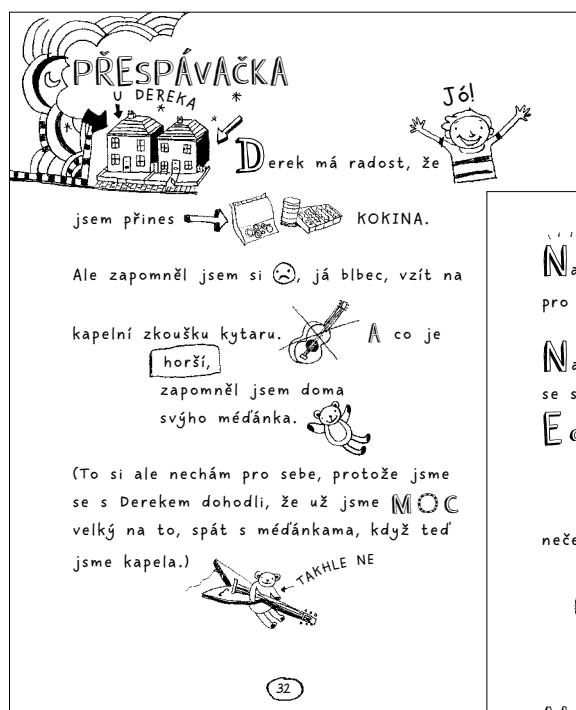 PŘESPÁVAČKA
U DEREKA
Jó!
Derek má radost, že
jsem přines KOKINA.
Ale zapomněl jsem si , já blbec, vzít na
kapelní zkoušku kytaru. A co je
horší,
zapomněl jsem doma
svýho méďánka.
(To si ale nechám pro sebe, protože jsme
se s Derekem dohodli, že už jsme MOC
velký na to, spát s méďánkama, když teď
jsme kapela.)
TAKHLE NE
32
pro
se s